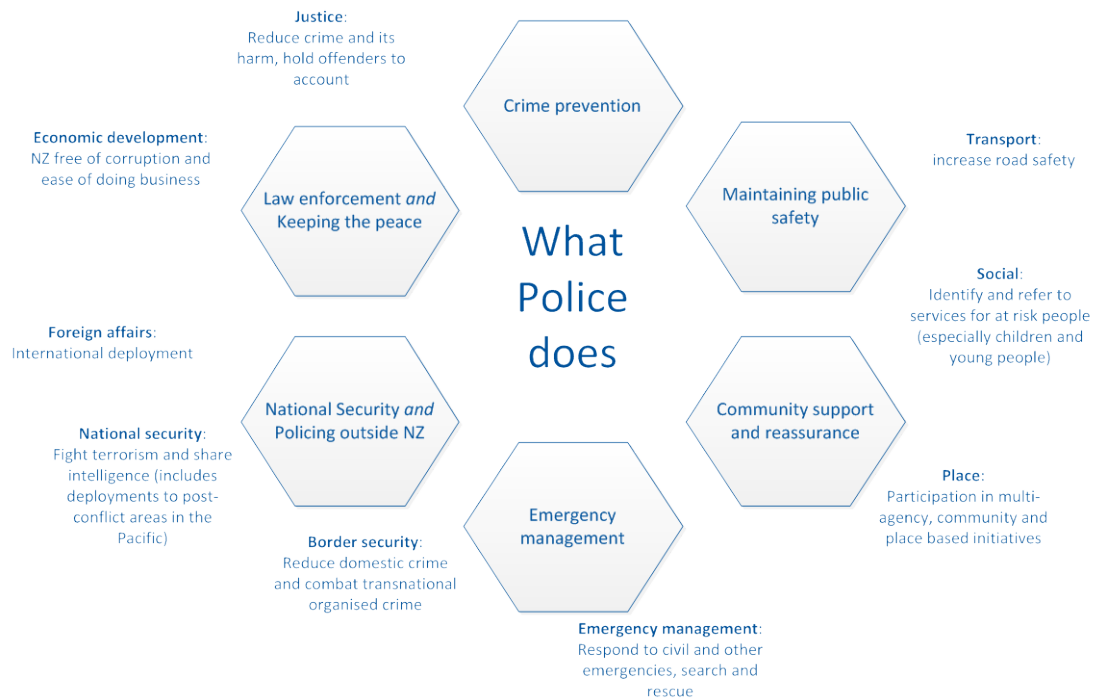 Justice:
Reduce crime and its
harm, hold offenders to
account
Crime prevention
Economic development:
NZ free of corruption and
ease of doing business
Law enforcement and
Keeping the peace
Maintaining public
safety
Transport:
increase road safety
What
Police
does
Social:
Identify and refer to
services for at risk people
(especially children and
young people)
Foreign affairs:
International deployment
National Security and
Policing outside NZ
Community support
and reassurance
National security:
Fight terrorism and share
intelligence (includes
deployments to post-
conflict areas in the
Pacific)
Place:
Participation in multi-
agency, community and
place based initiatives
Emergency
management
Border security:
Reduce domestic crime
and combat transnational
organised crime
Emergency management:
Respond to civil and other
emergencies, search and
rescue